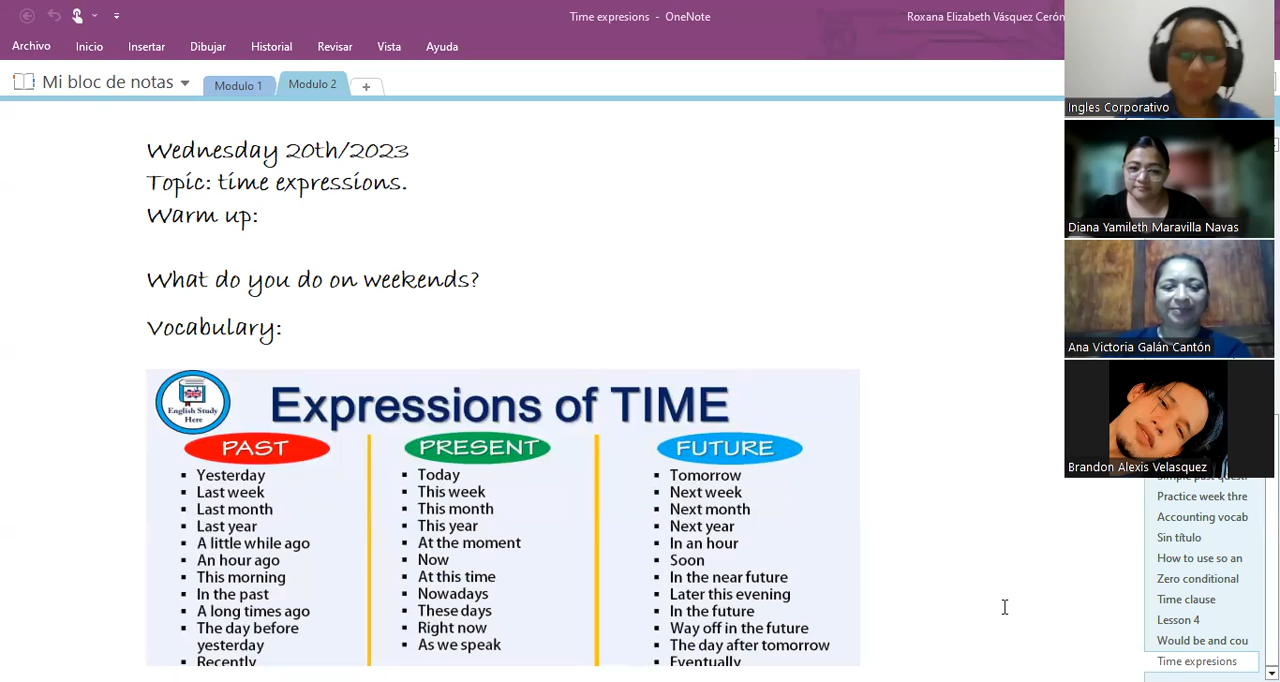 Time expresions - OneNote
Roxana Elizabeth Vásquez Cerón
Archivo Inicio Insertar Dibujar Historial Revisar Vista Ayuda
Mi bloc de notas Modulo 1 Modulo 2 +
Wednesday 20th/2023
Topic: time expressions.
Warm up:
What do you do on weekends?
Vocabulary:
English Study
Here
Expressions of TIME
PAST
Yesterday
Last week
Last month
Last year
A little while ago
An hour ago
This morning
In the past
A long times ago
The day before
yesterday
Recently
PRESENT
Today
This week
This month
This year
At the moment
Now
At this time
Nowadays
These days
Right now
As we speak
FUTURE
Tomorrow
Next week
Next month
Next year
In an hour
Soon
In the near future
Later this evening
In the future
Way off in the future
The day after tomorrow
Eventually
Ingles Corporativo
Diana Yamileth Maravilla Navas
Ana Victoria Galán Cantón
Brandon Alexis Velasquez
Simple past questi
Practice week thre
Accounting vocab
Sin título
How to use so an
Zero conditional
Time clause
Lesson 4
Would be and cou
Time expresions